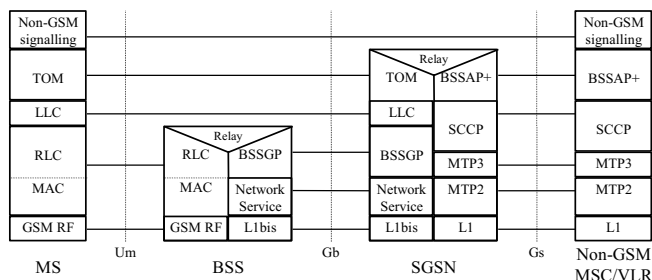 Non-GSM
signalling
Non-GSM
signalling
Relay
TOM
TOM
BSSAP+
BSSAP+
LLC
LLC
SCCP
SCCP
Relay
RLC
RLC
BSSGP
BSSGP
MTP3
MTP3
MAC
MAC
Network
Service
Network
Service
MTP2
MTP2
GSM RF
GSM RF
L1bis
L1bis
L1
L1
Um
Gb
Gs
MS
BSS
SGSN
Non-GSM
MSC/VLR